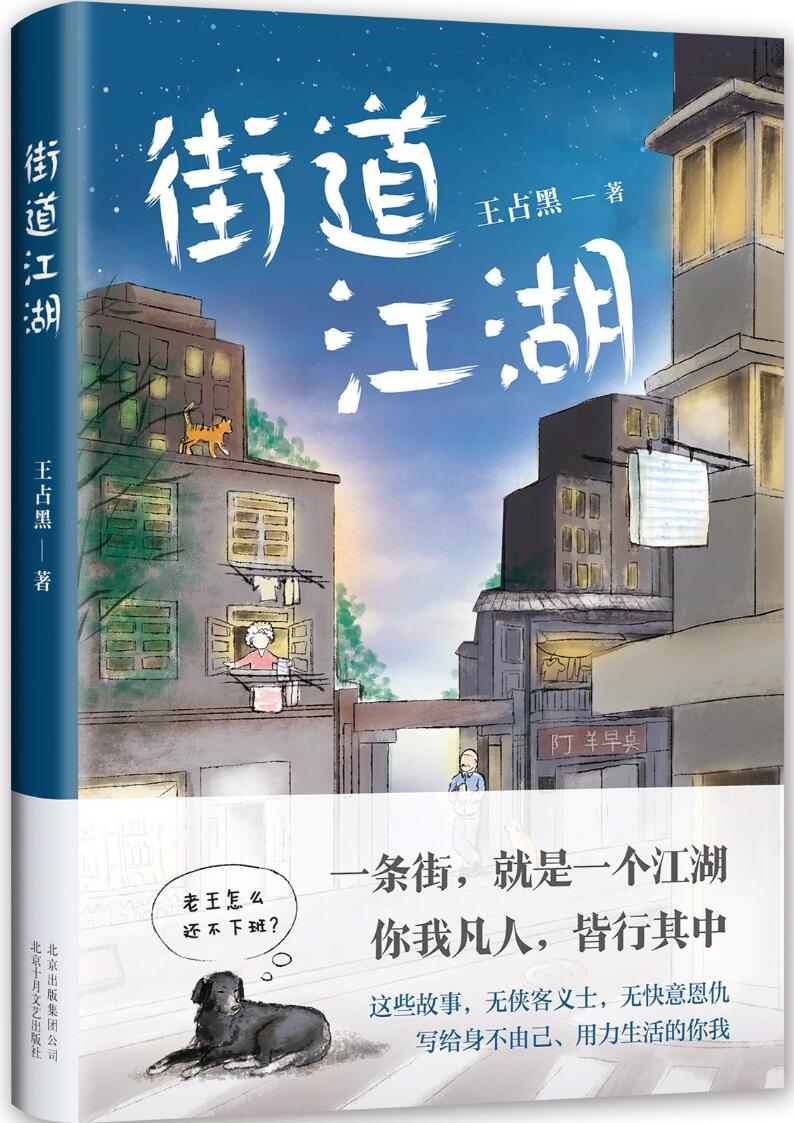 街道江湖
王占黑—著
北京出版集团公司
北京十月文艺出版社
街道
江湖
王占黑—著
阿羊早点
老王怎么
还不下班?
一条街，就是一个江湖
你我凡人，皆行其中
这些故事，无侠客义士，无快意恩仇
写给身不由己、用力生活的你我